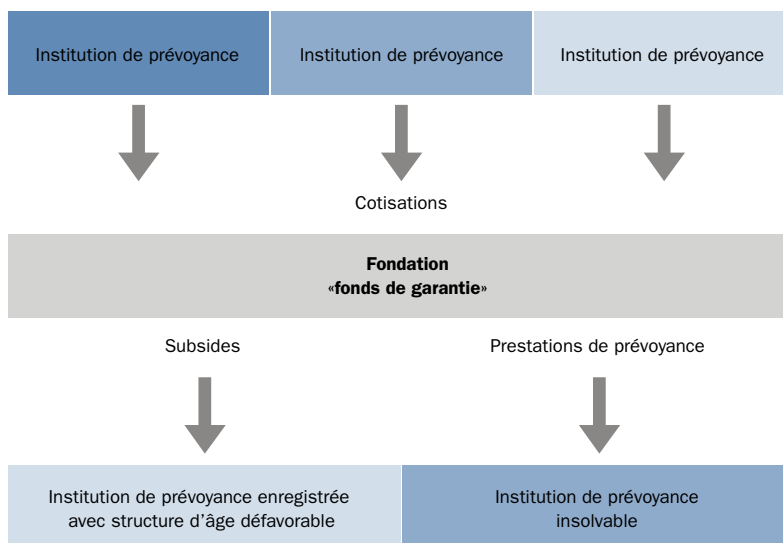 Institution de prévoyance
Institution de prévoyance
Institution de prévoyance
Cotisations
Fondation
«fonds de garantie»
Subsides
Prestations de prévoyance
Institution de prévoyance enregistrée
avec structure d'âge défavorable
Institution de prévoyance
insolvable